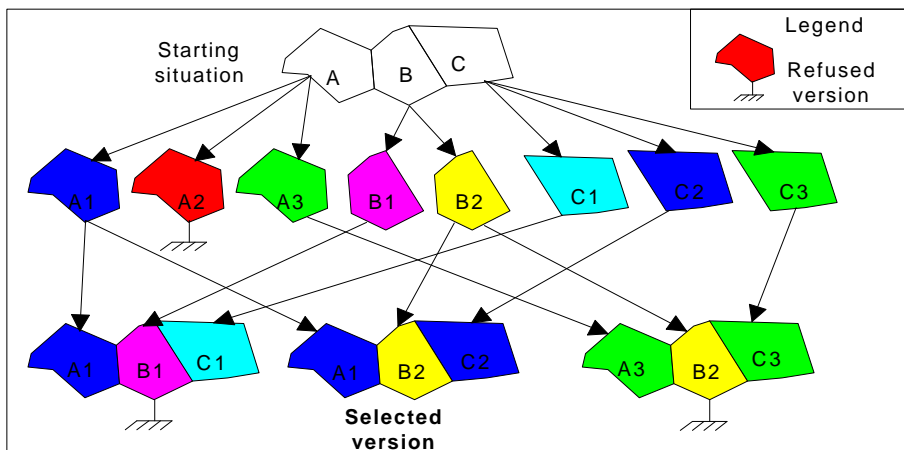 Starting
situation
A
B
C
Legend
Refused
version
A1
A2
A3
B1
B2
C1
C2
C3
A1
B1
C1
A1
B2
C2
A3
B2
C3
Selected
version